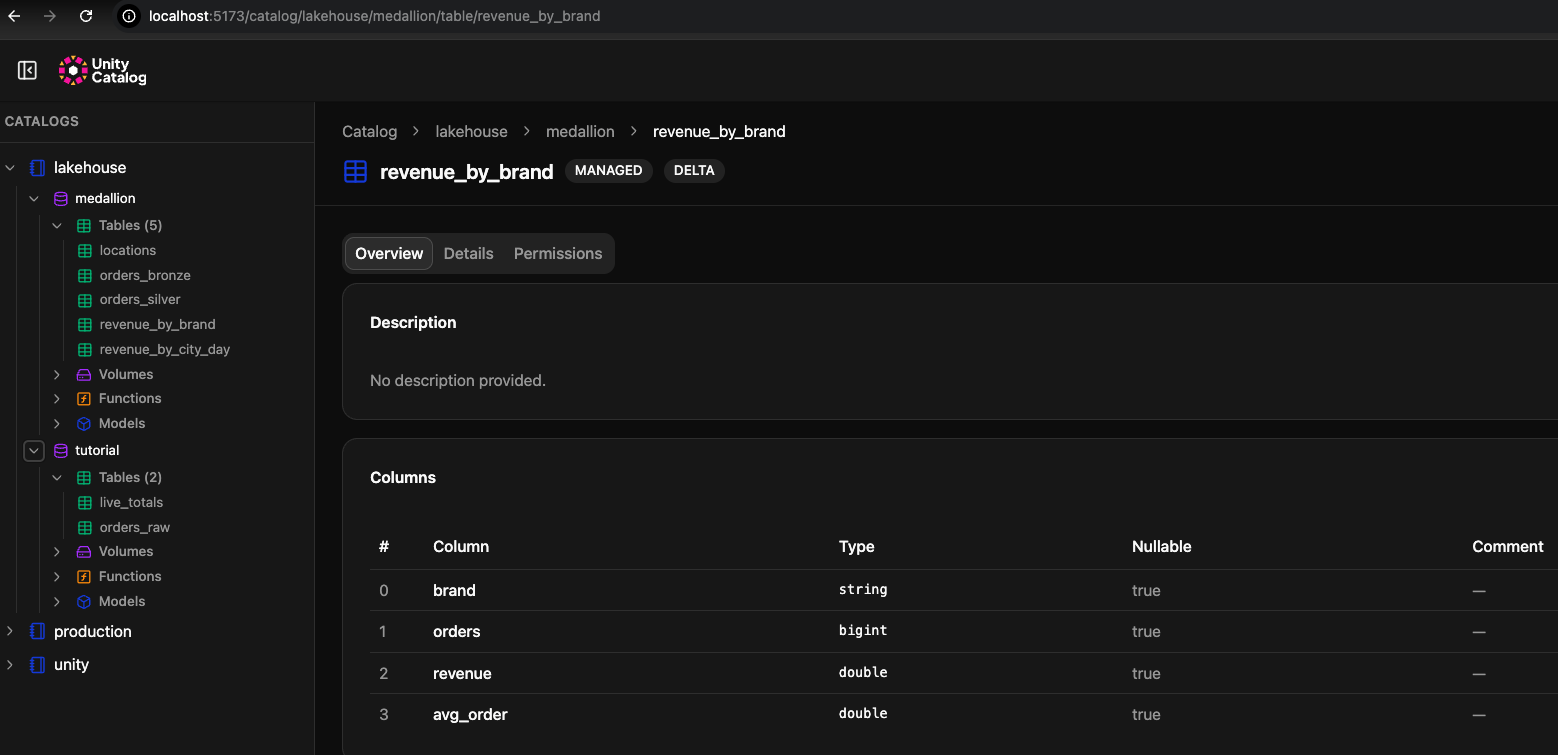 localhost:5173/catalog/lakehouse/medallion/table/revenue_by_brand
Unity
Catalog
CATALOGS
lakehouse
medallion
Tables (5)
locations
orders_bronze
orders_silver
revenue_by_brand
revenue_by_city_day
Volumes
Functions
Models
tutorial
Tables (2)
live_totals
orders_raw
Volumes
Functions
Models
production
unity
Catalog > lakehouse > medallion > revenue_by_brand
revenue_by_brand MANAGED DELTA
Overview Details Permissions
Description
No description provided.
Columns
# Column Type Nullable Comment
0 brand string true —
1 orders bigint true —
2 revenue double true —
3 avg_order double true —